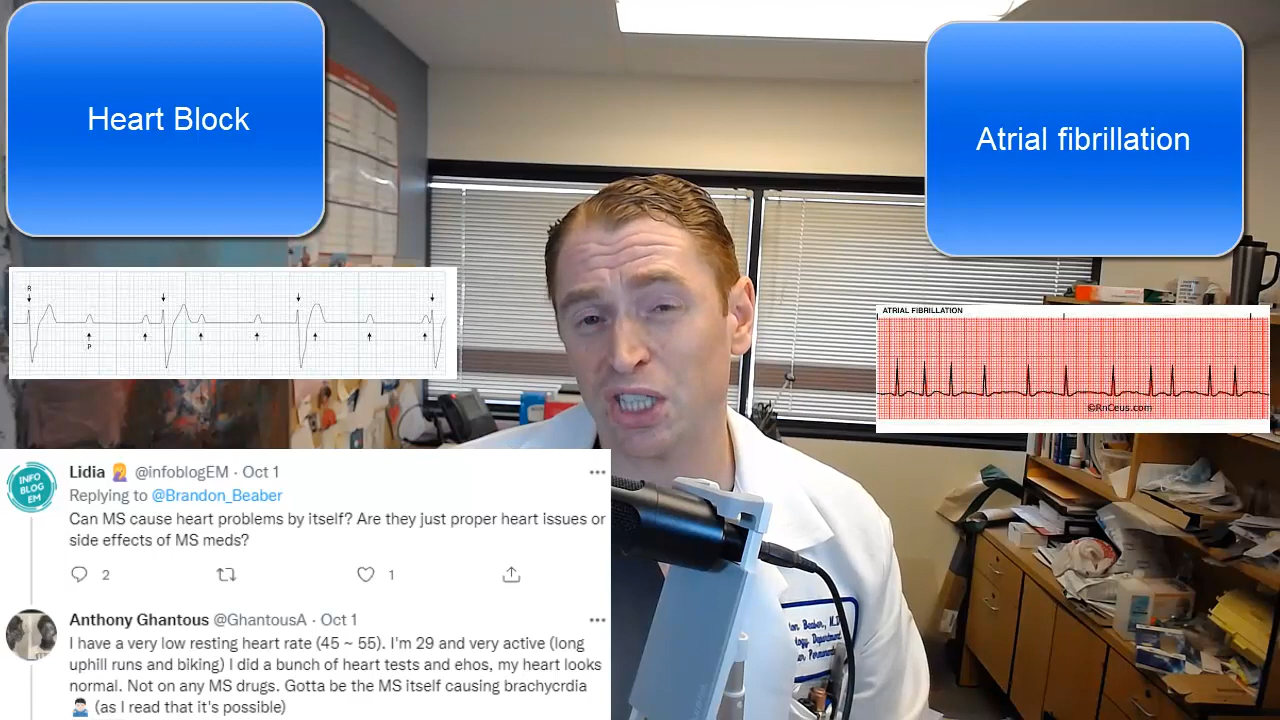 Heart Block
Atrial fibrillation
R
P
ATRIAL FIBRILLATION
©RnCeus.com
INFO
BLOG
EM
Lidia 🤦‍♀️ @infoblogEM · Oct 1
Replying to @Brandon_Beaber
Can MS cause heart problems by itself? Are they just proper heart issues or
side effects of MS meds?
2
1
Anthony Ghantous @GhantousA · Oct 1
I have a very low resting heart rate (45 ~ 55). I'm 29 and very active (long
uphill runs and biking) I did a bunch of heart tests and ehos, my heart looks
normal. Not on any MS drugs. Gotta be the MS itself causing brachycrdia
🤷🏻‍♂️ (as I read that it's possible)
Beaber, M.D.